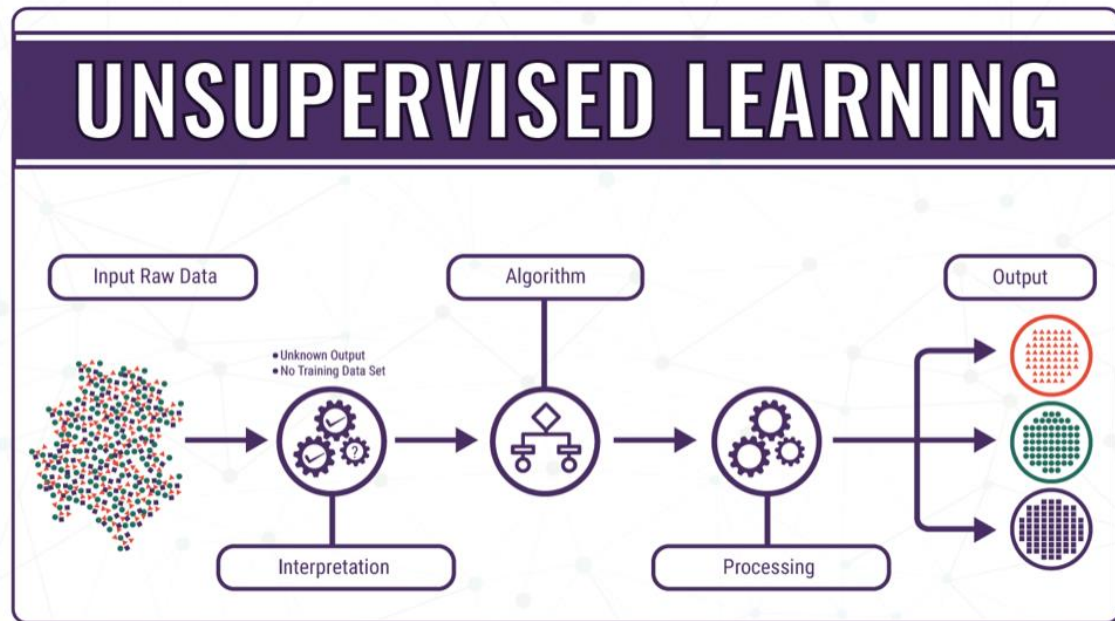 UNSUPERVISED LEARNING
Input Raw Data
Algorithm
Output
• Unknown Output
• No Training Data Set
?
Interpretation
Processing